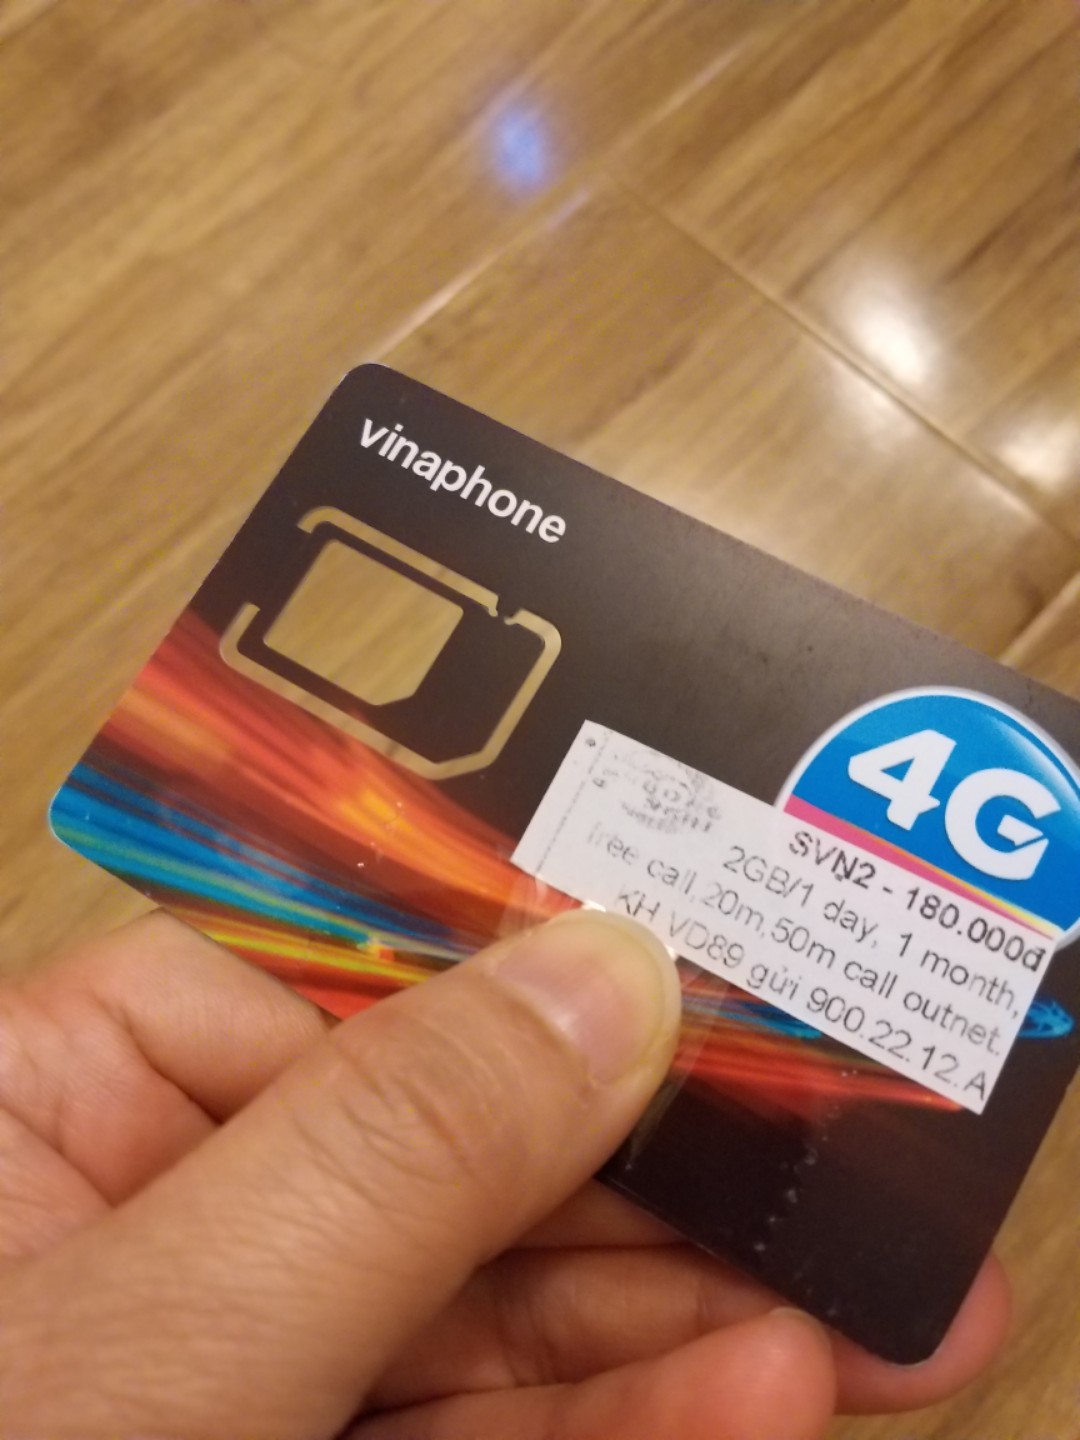 vinaphone
4G
SVN2 - 180.000đ
2GB/1 day, 1 month,
free call, 20m,50m call outnet.
KH VD89 gửi 900.22.12.A